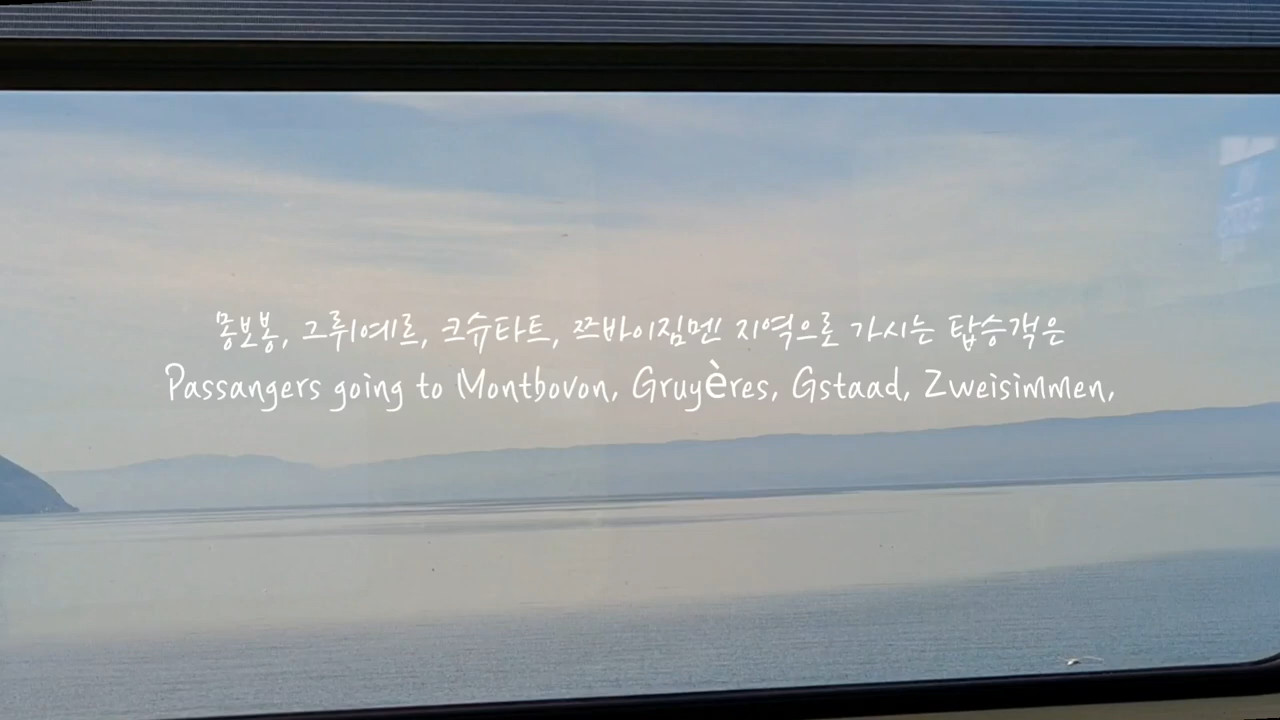 몽보봉, 그뤼예르, 크슈타트, 쯔바이짐멘 지역으로 가시는 탑승객은
Passangers going to Montbovon, Gruyères, Gstaad, Zweisimmen,